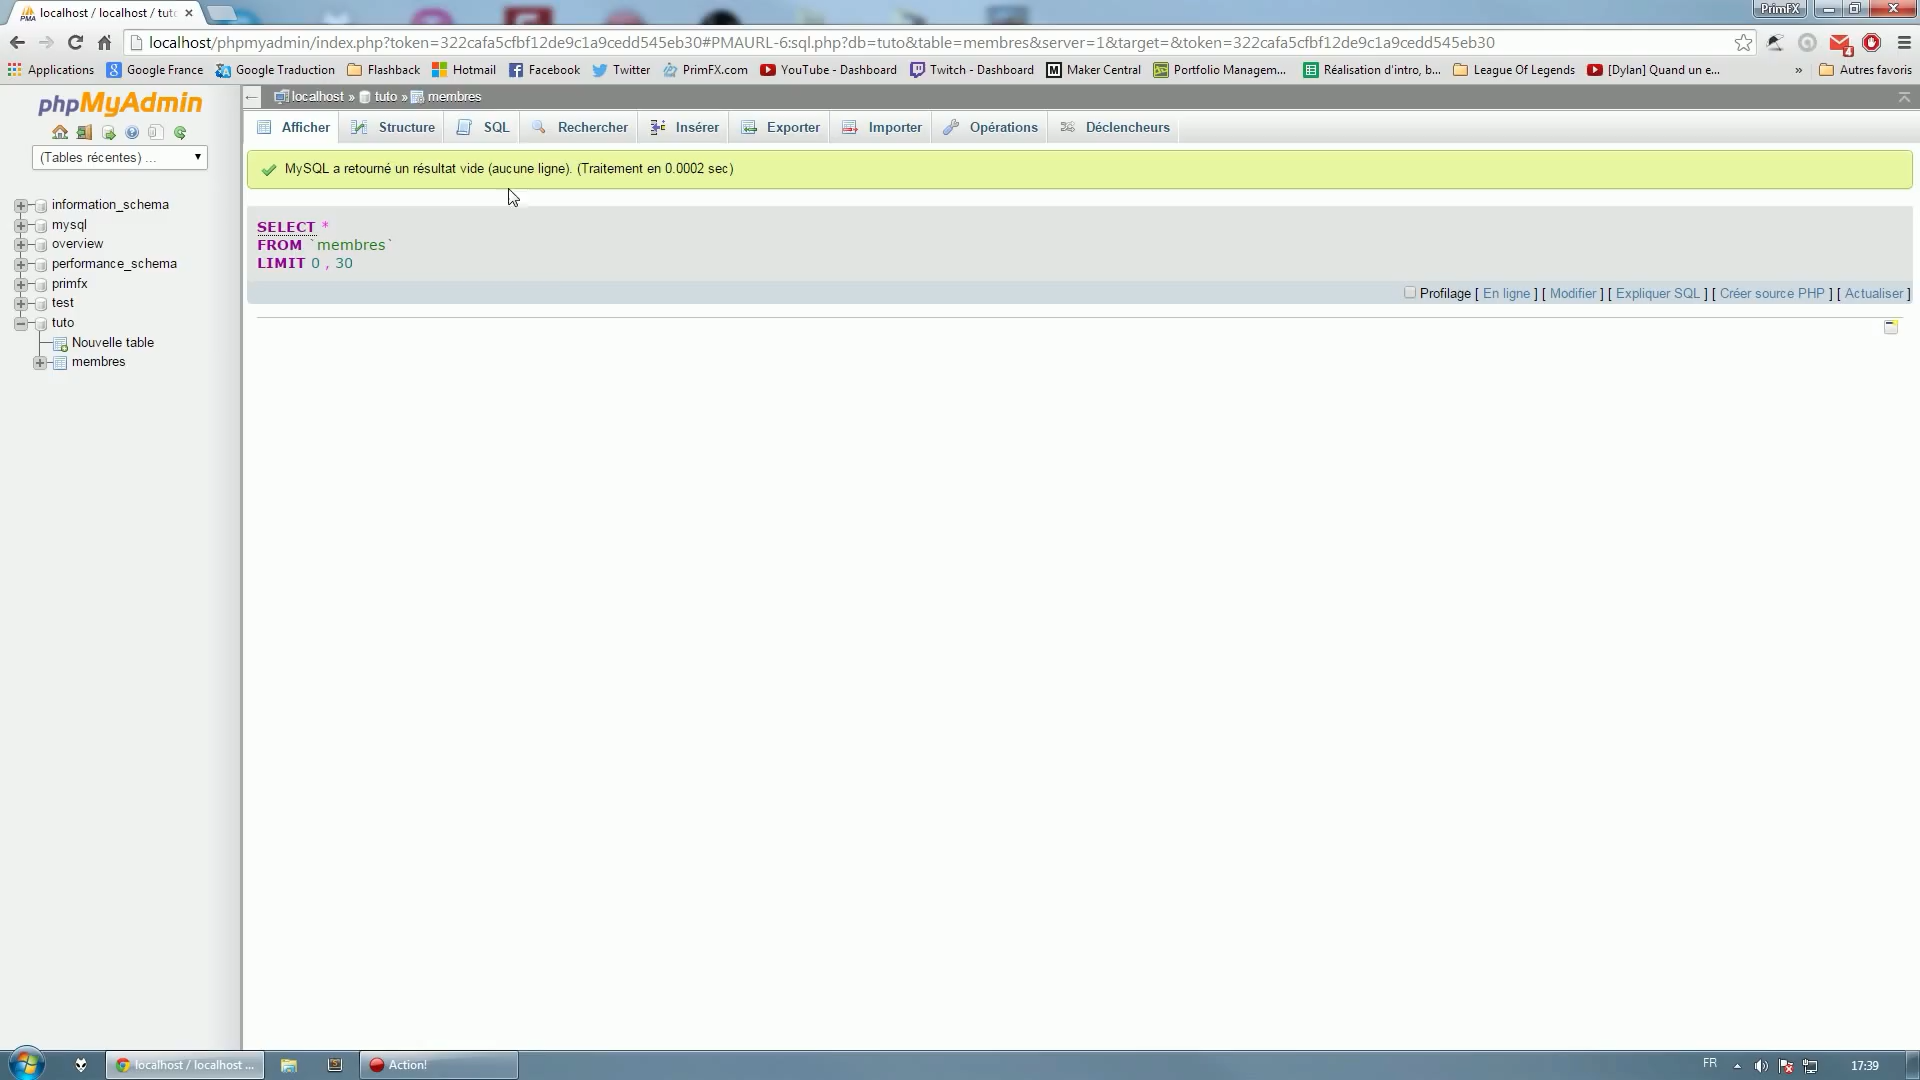 localhost / localhost / tuto
PrimFX
localhost/phpmyadmin/index.php?token=322cafa5cfbf12de9c1a9cedd545eb30#PMAURL-6:sql.php?db=tuto&table=membres&server=1&target=&token=322cafa5cfbf12de9c1a9cedd545eb30
4
Applications Google France Google Traduction Flashback Hotmail Facebook Twitter PrimFX.com YouTube - Dashboard Twitch - Dashboard Maker Central Portfolio Managem... Réalisation d'intro, b... League Of Legends [Dylan] Quand un e... » Autres favoris
phpMyAdmin
(Tables récentes) ...
information_schema
mysql
overview
performance_schema
primfx
test
tuto
Nouvelle table
membres
localhost » tuto » membres
Afficher Structure SQL Rechercher Insérer Exporter Importer Opérations Déclencheurs
MySQL a retourné un résultat vide (aucune ligne). (Traitement en 0.0002 sec)
SELECT *
FROM `membres`
LIMIT 0 , 30
Profilage [ En ligne ] [ Modifier ] [ Expliquer SQL ] [ Créer source PHP ] [ Actualiser ]
localhost / localhost ... Action! FR 17:39